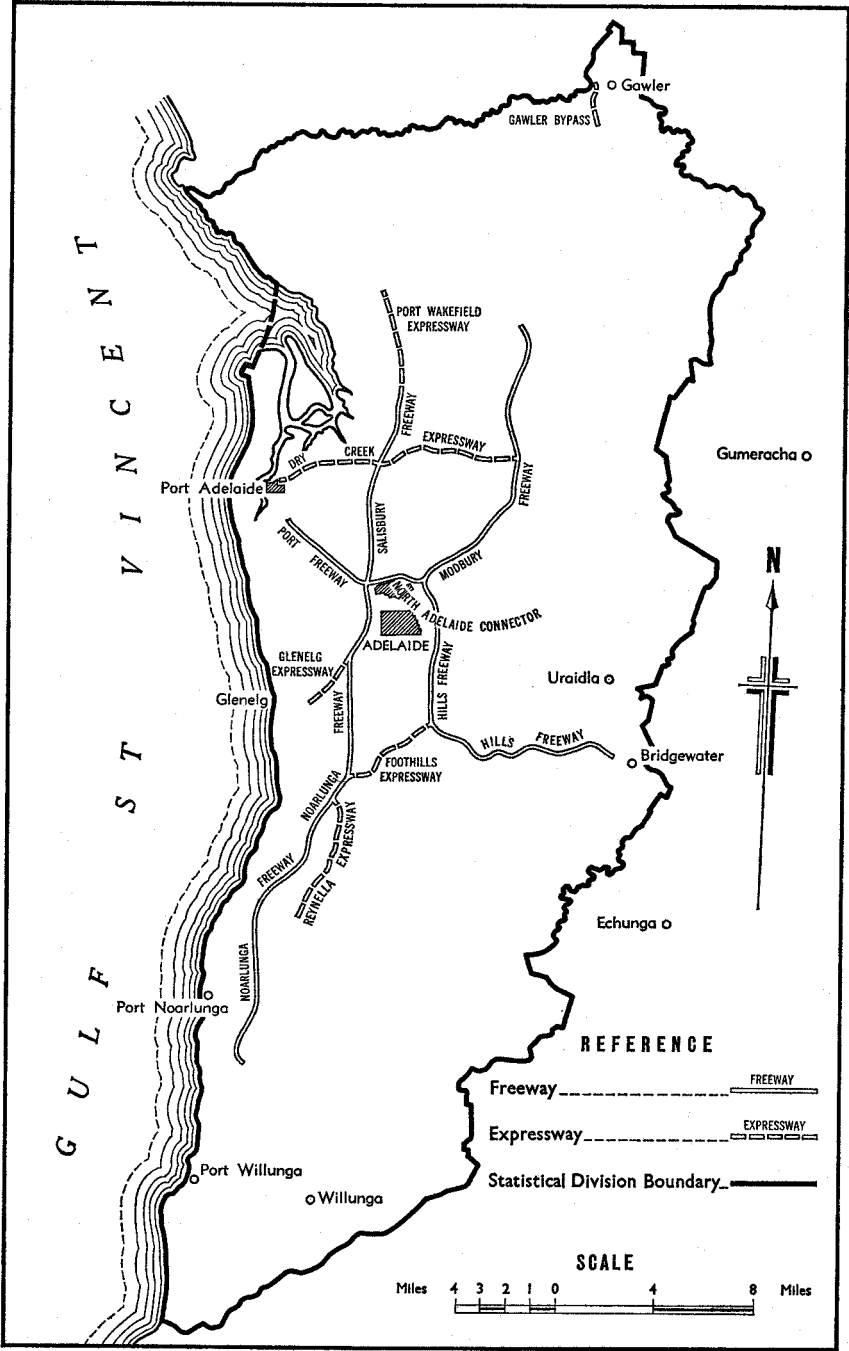 Gawler
GAWLER BYPASS
GULF ST VINCENT
PORT WAKEFIELD
EXPRESSWAY
FREEWAY
DRY CREEK EXPRESSWAY
Gumeracha
Port Adelaide
SALISBURY
FREEWAY
PORT FREEWAY
MODBURY
N
NORTH ADELAIDE CONNECTOR
ADELAIDE
GLENELG
EXPRESSWAY
HILLS FREEWAY
Uraidla
Glenelg
FREEWAY
HILLS FREEWAY
Bridgewater
FOOTHILLS
EXPRESSWAY
NOARLUNGA
REYNELLA EXPRESSWAY
FREEWAY
Echunga
NOARLUNGA
Port Noarlunga
REFERENCE
Freeway FREEWAY
Expressway EXPRESSWAY
Statistical Division Boundary
Port Willunga
Willunga
SCALE
Miles 4 3 2 1 0 4 8 Miles